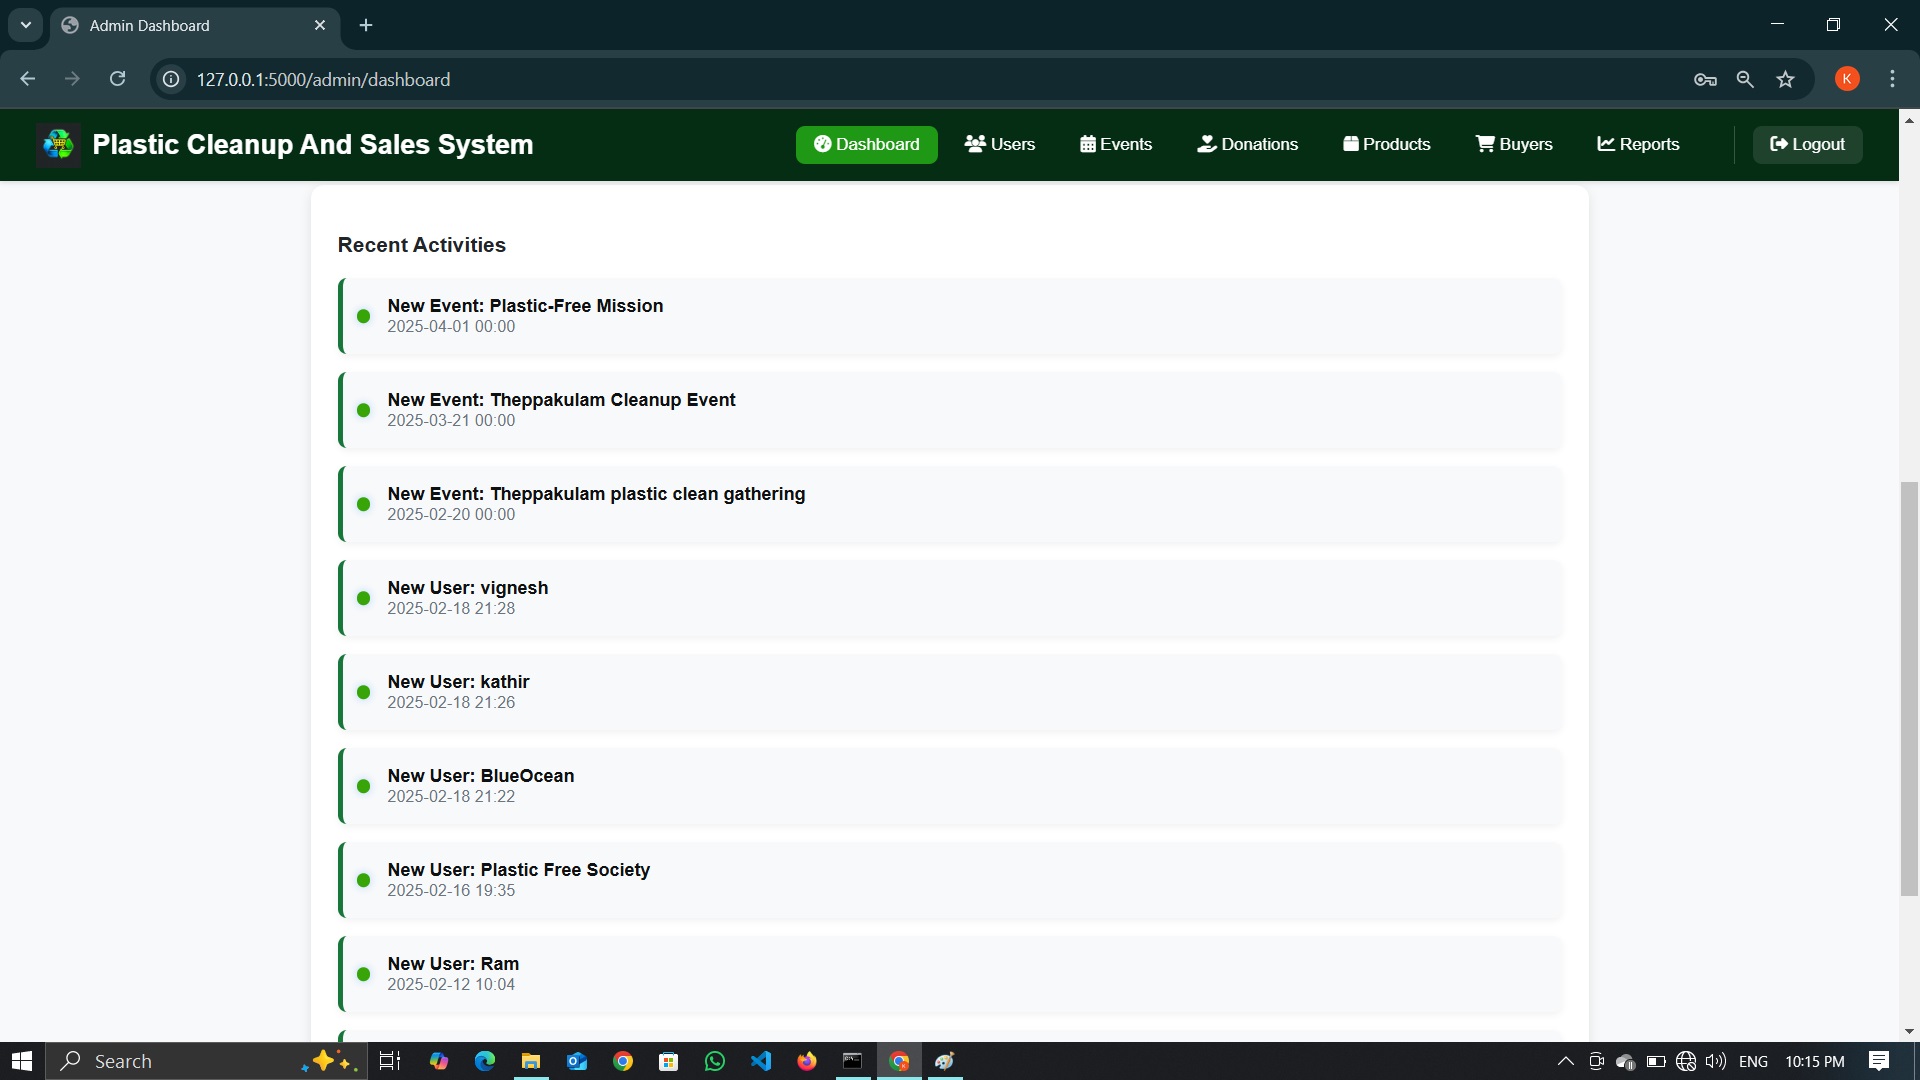 Admin Dashboard
127.0.0.1:5000/admin/dashboard
K
Plastic Cleanup And Sales System
Dashboard
Users
Events
Donations
Products
Buyers
Reports
Logout
Recent Activities
New Event: Plastic-Free Mission
2025-04-01 00:00
New Event: Theppakulam Cleanup Event
2025-03-21 00:00
New Event: Theppakulam plastic clean gathering
2025-02-20 00:00
New User: vignesh
2025-02-18 21:28
New User: kathir
2025-02-18 21:26
New User: BlueOcean
2025-02-18 21:22
New User: Plastic Free Society
2025-02-16 19:35
New User: Ram
2025-02-12 10:04
Search
ENG
10:15 PM